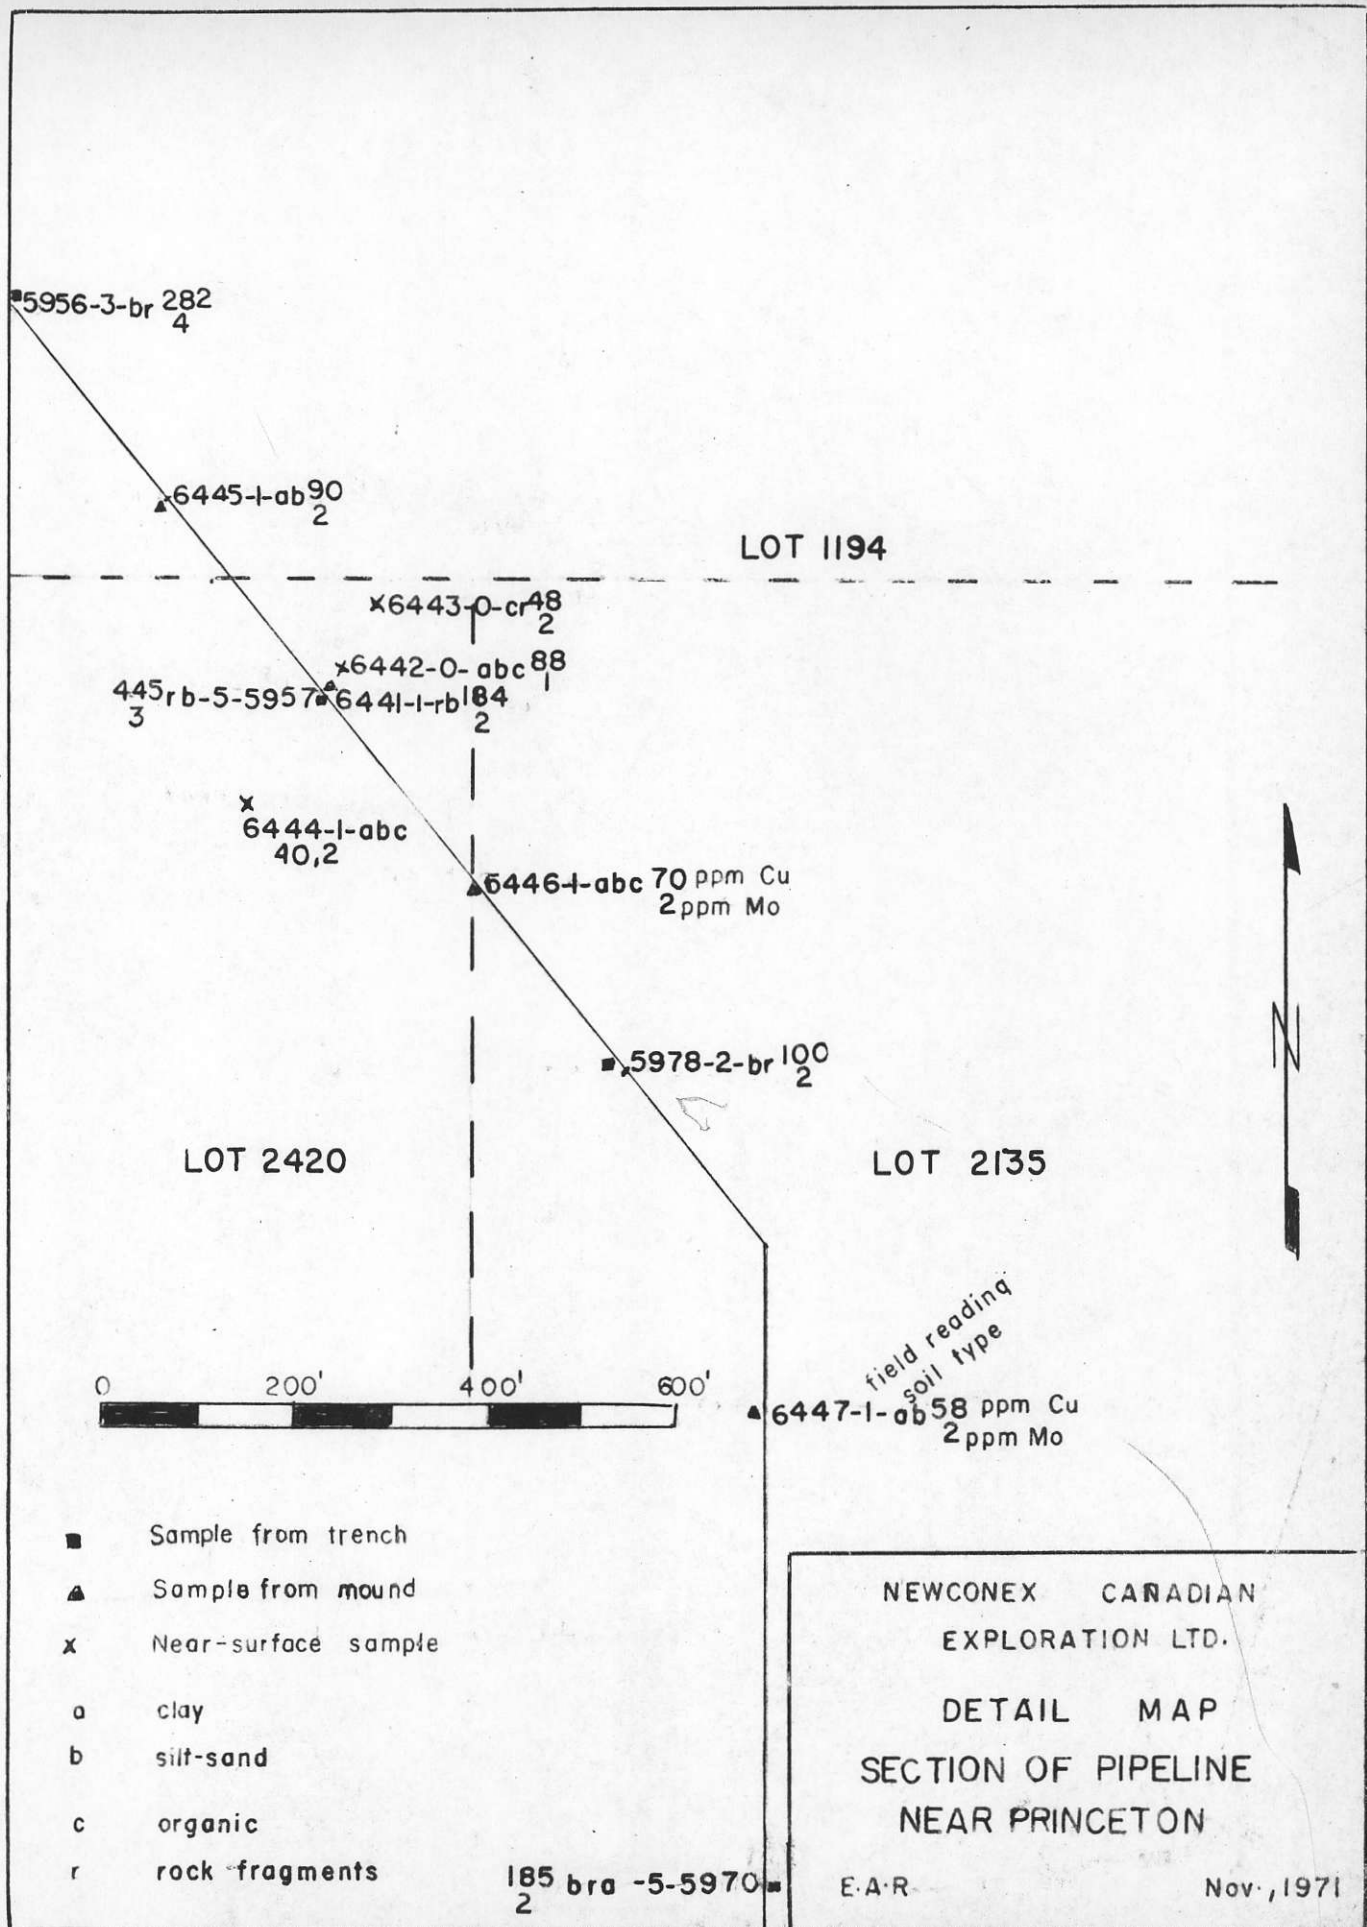 5956-3-br 282
4
6445-1-ab 90
2
LOT 1194
6443-0-cr 48
2
6442-0-abc 88
1
445 rb-5-5957
3
6441-1-rb 184
2
6444-1-abc
40,2
6446-1-abc 70 ppm Cu
2 ppm Mo
5978-2-br 100
2
LOT 2420
LOT 2135
N
field reading
soil type
0 200' 400' 600'
6447-1-ab 58 ppm Cu
2 ppm Mo
Sample from trench
Sample from mound
x Near-surface sample
a clay
b silt-sand
c organic
r rock fragments
185 bra -5-5970
2
NEWCONEX CANADIAN
EXPLORATION LTD.
DETAIL MAP
SECTION OF PIPELINE
NEAR PRINCETON
E.A.R Nov., 1971